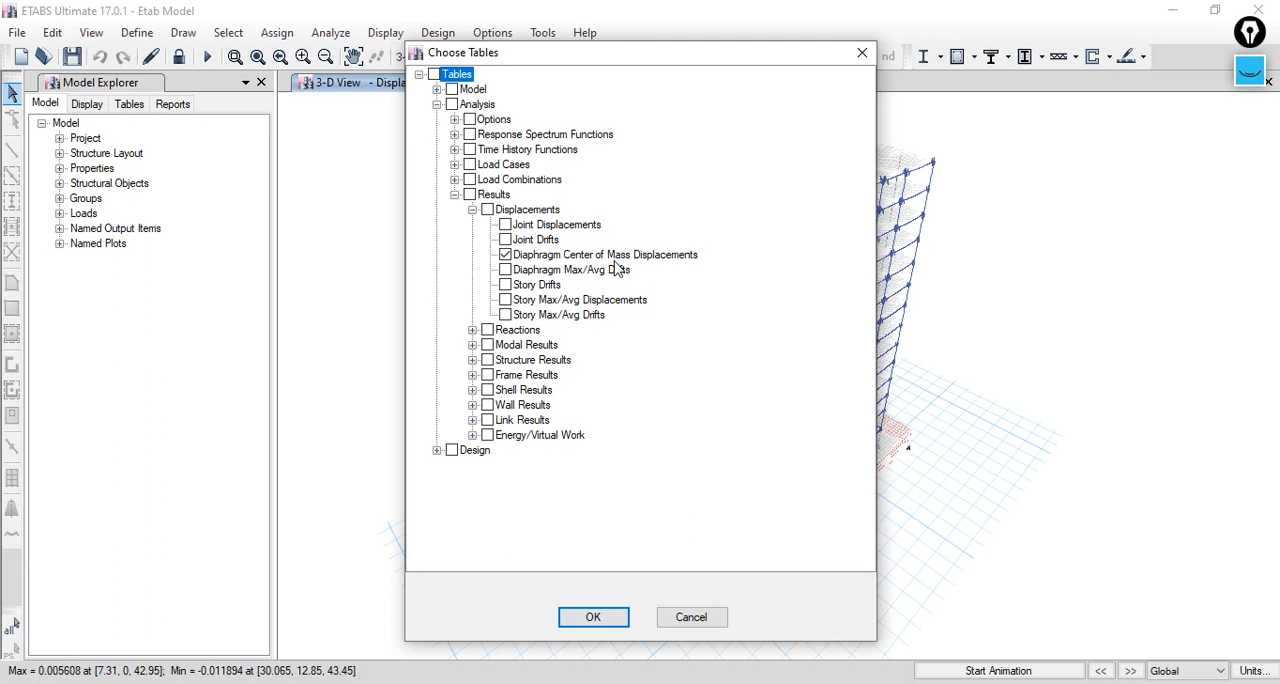 ETABS Ultimate 17.0.1 - Etab Model
File Edit View Define Draw Select Assign Analyze Display Design Options Tools Help
Choose Tables
Model Explorer
3-D View - Displa
nd
Model Display Tables Reports
Model
Project
Structure Layout
Properties
Structural Objects
Groups
Loads
Named Output Items
Named Plots
Tables
Model
Analysis
Options
Response Spectrum Functions
Time History Functions
Load Cases
Load Combinations
Results
Displacements
Joint Displacements
Joint Drifts
Diaphragm Center of Mass Displacements
Diaphragm Max/Avg Drifts
Story Drifts
Story Max/Avg Displacements
Story Max/Avg Drifts
Reactions
Modal Results
Structure Results
Frame Results
Shell Results
Wall Results
Link Results
Energy/Virtual Work
Design
OK Cancel
A
all
Max = 0.005608 at [7.31, 0, 42.95]; Min = -0.011894 at [30.065, 12.85, 43.45]
Start Animation << >> Global Units...